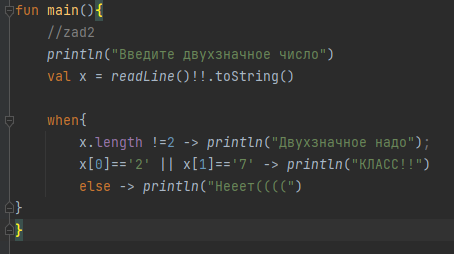 fun main(){
//zad2
println("Введите двухзначное число")
val x = readLine()!!.toString()
when{
x.length !=2 -> println("Двухзначное надо");
x[0]=='2' || x[1]=='7' -> println("КЛАСС!!")
else -> println("Нееет((((")
}
}